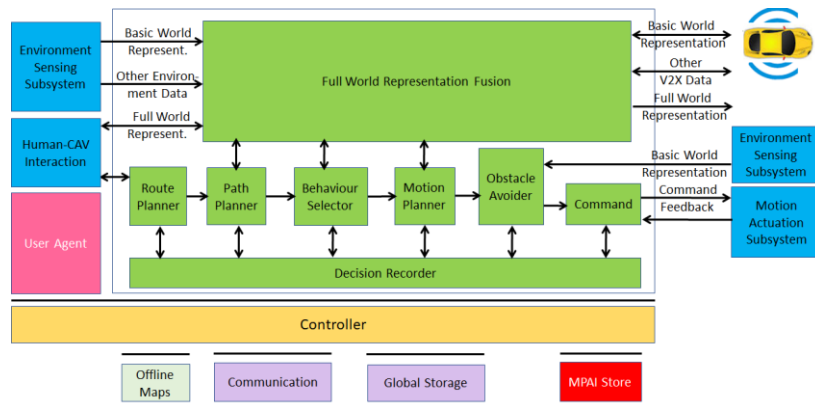 Environment
Sensing
Subsystem
Basic World
Represent.
Other Environ-
ment Data
Full World
Represent.
Full World Representation Fusion
Basic World
Representation
Other
V2X Data
Full World
Representation
Human-CAV
Interaction
User Agent
Route
Planner
Path
Planner
Behaviour
Selector
Motion
Planner
Obstacle
Avoider
Command
Basic World
Representation
Command
Feedback
Environment
Sensing
Subsystem
Motion
Actuation
Subsystem
Decision Recorder
Controller
Offline
Maps
Communication
Global Storage
MPAI Store